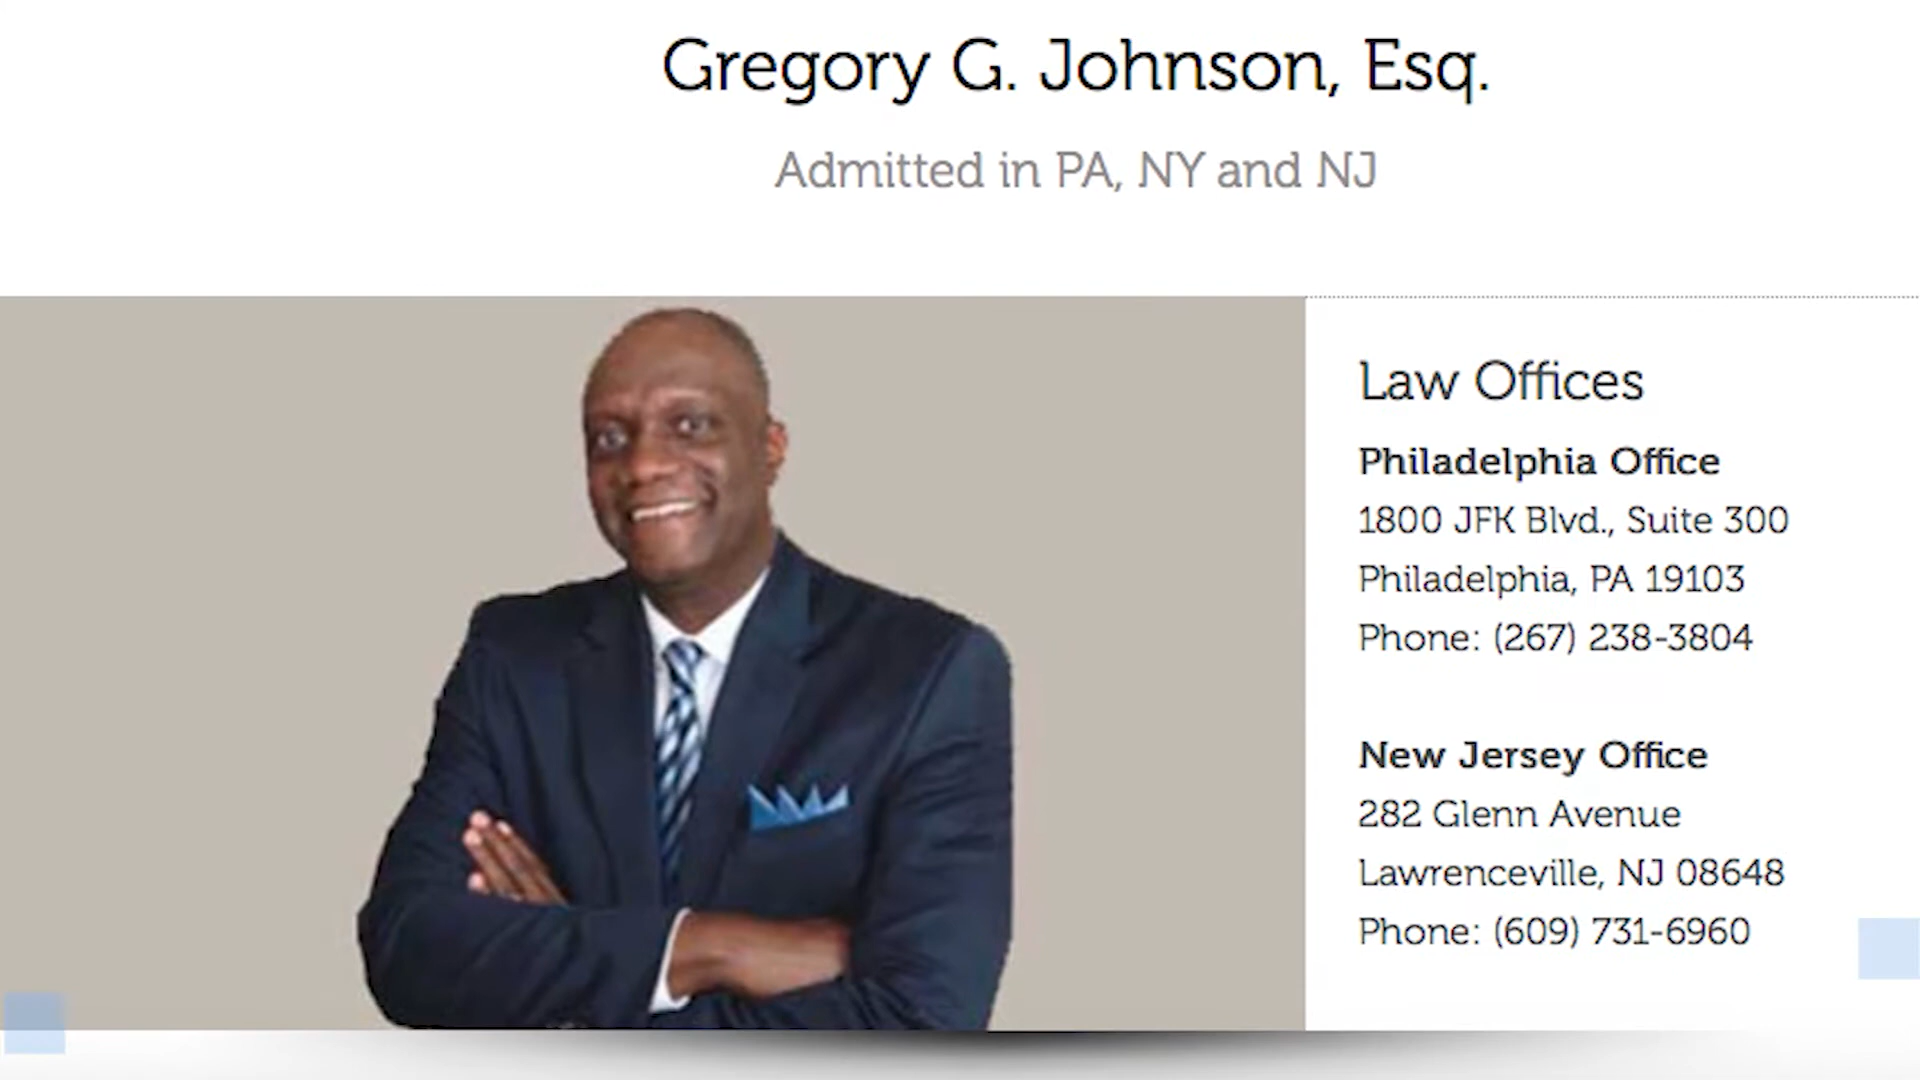 Gregory G. Johnson, Esq.
Admitted in PA, NY and NJ
Law Offices
Philadelphia Office
1800 JFK Blvd., Suite 300
Philadelphia, PA 19103
Phone: (267) 238-3804
New Jersey Office
282 Glenn Avenue
Lawrenceville, NJ 08648
Phone: (609) 731-6960